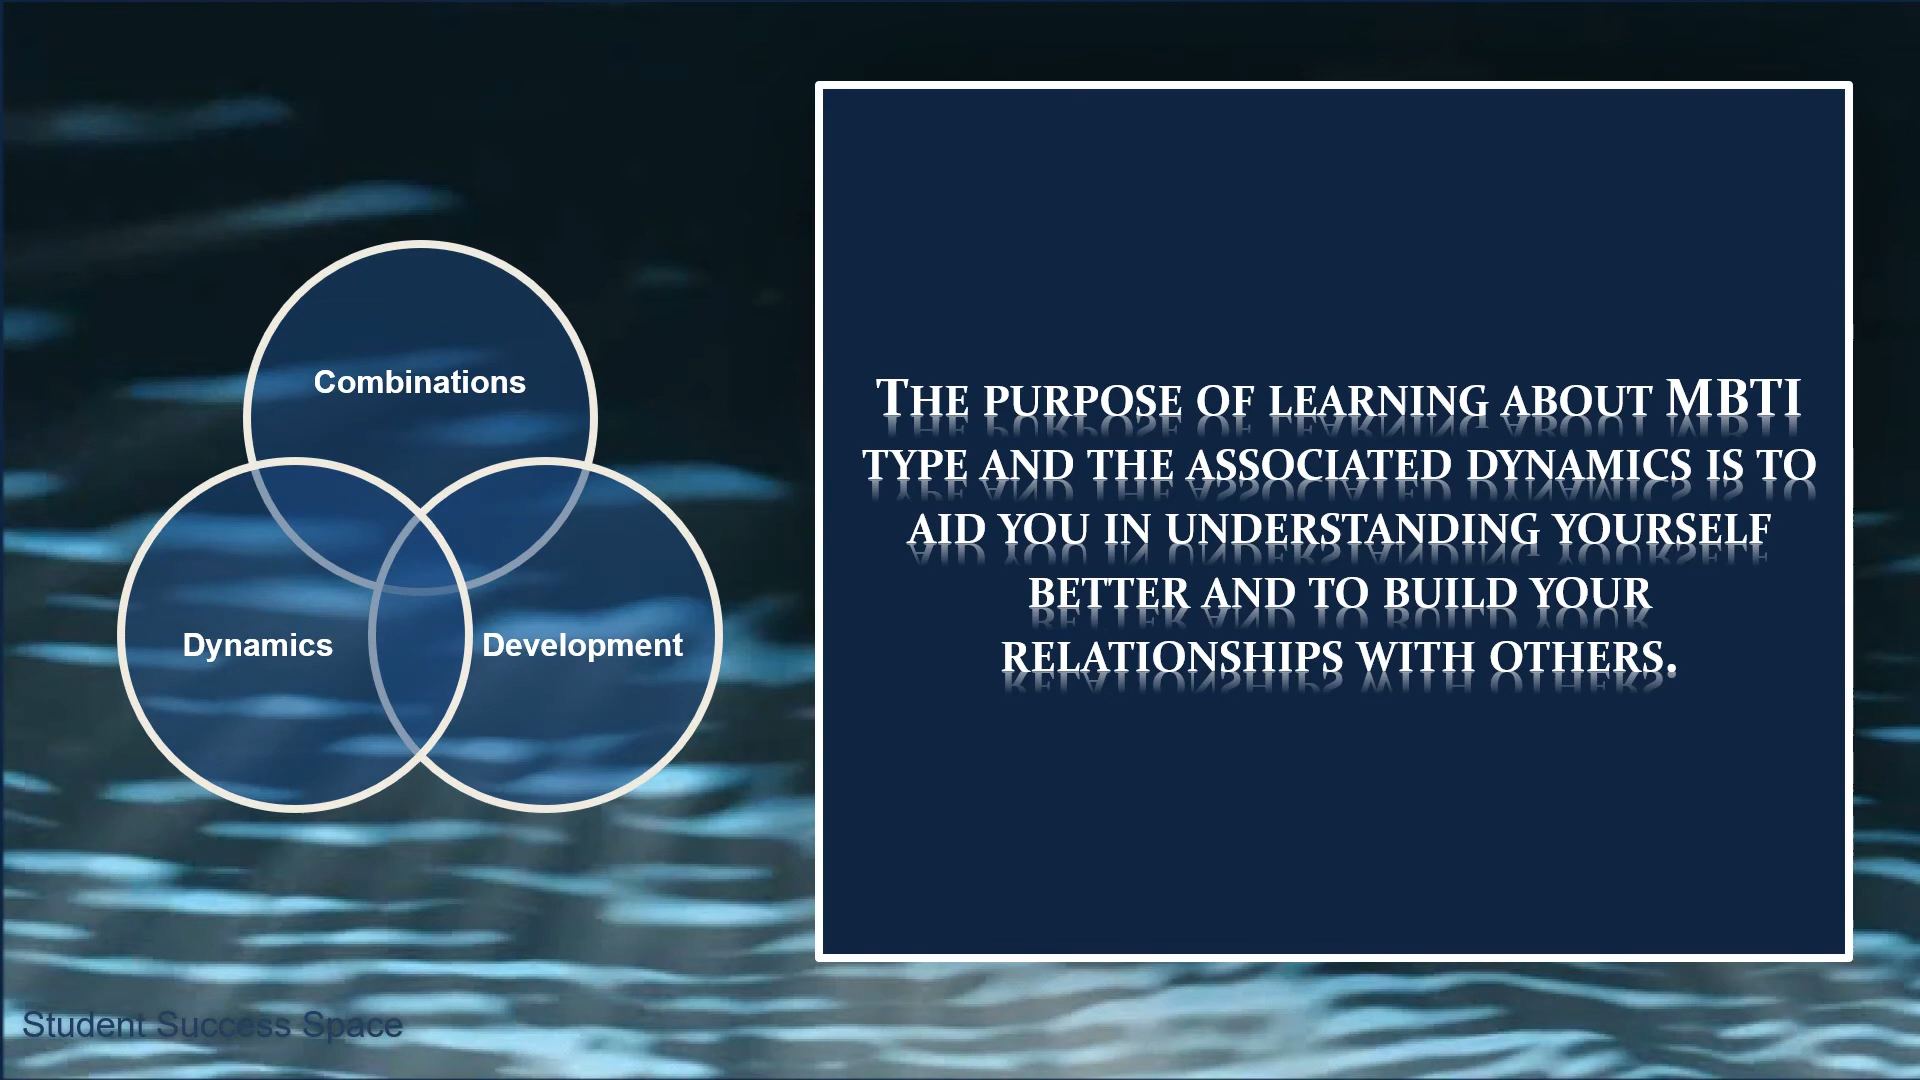 Combinations
Dynamics
Development
The purpose of learning about MBTI
type and the associated dynamics is to
aid you in understanding yourself
better and to build your
relationships with others.
Student Success Space